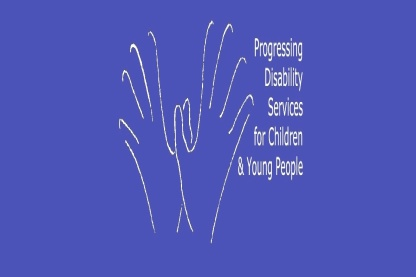 Progressing
Disability
Services
for Children
& Young People